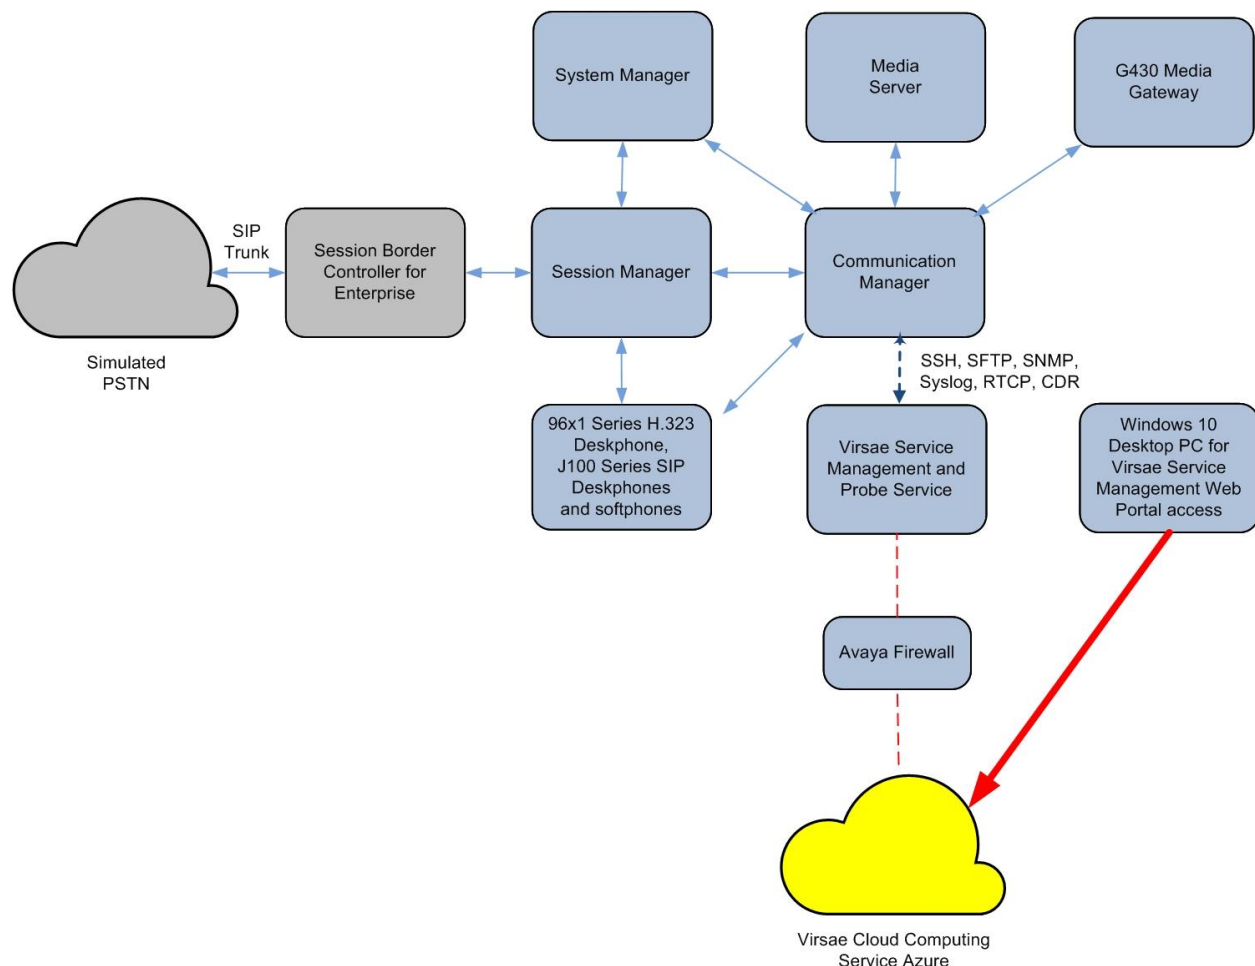 System Manager
Media
Server
G430 Media
Gateway
SIP
Trunk
Session Border
Controller for
Enterprise
Session Manager
Communication
Manager
Simulated
PSTN
SSH, SFTP, SNMP,
Syslog, RTCP, CDR
96x1 Series H.323
Deskphone,
J100 Series SIP
Deskphones
and softphones
Virsae Service
Management and
Probe Service
Windows 10
Desktop PC for
Virsae Service
Management Web
Portal access
Avaya Firewall
Virsae Cloud Computing
Service Azure